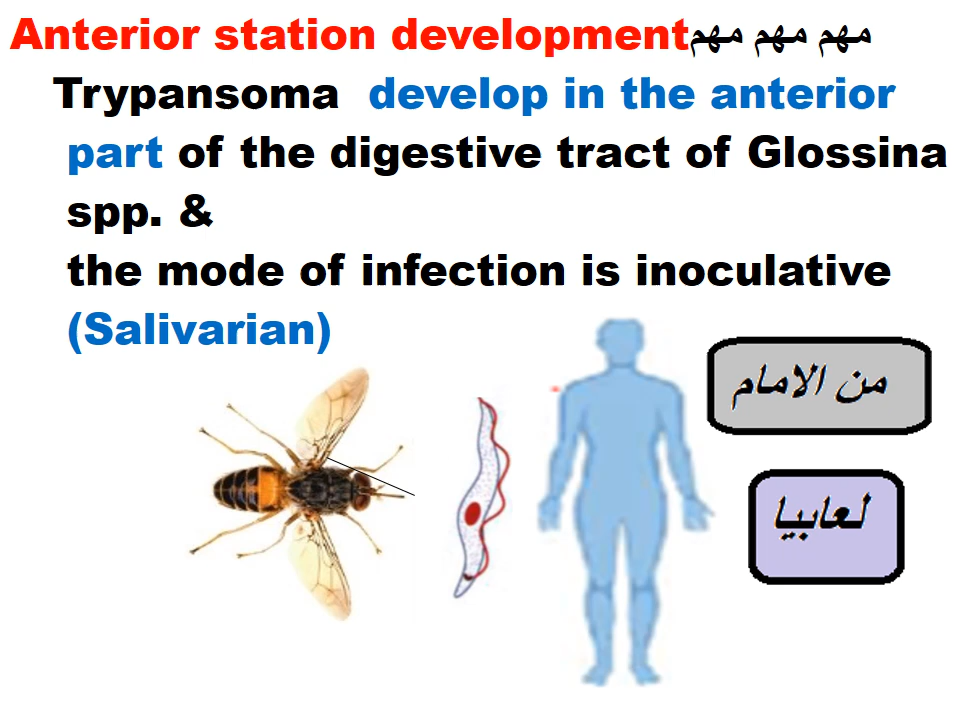 Anterior station developmentمهم مهم مهم
Trypansoma develop in the anterior
part of the digestive tract of Glossina
spp. &
the mode of infection is inoculative
(Salivarian)
من الامام
لعابيا